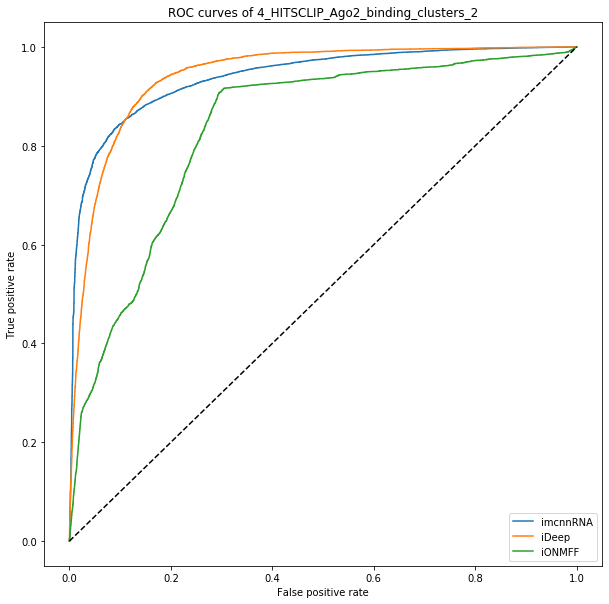 ROC curves of 4_HITSCLIP_Ago2_binding_clusters_2
1.0
0.8
0.6
0.4
0.2
0.0
True positive rate
0.0 0.2 0.4 0.6 0.8 1.0
False positive rate
imcnnRNA
iDeep
iONMFF